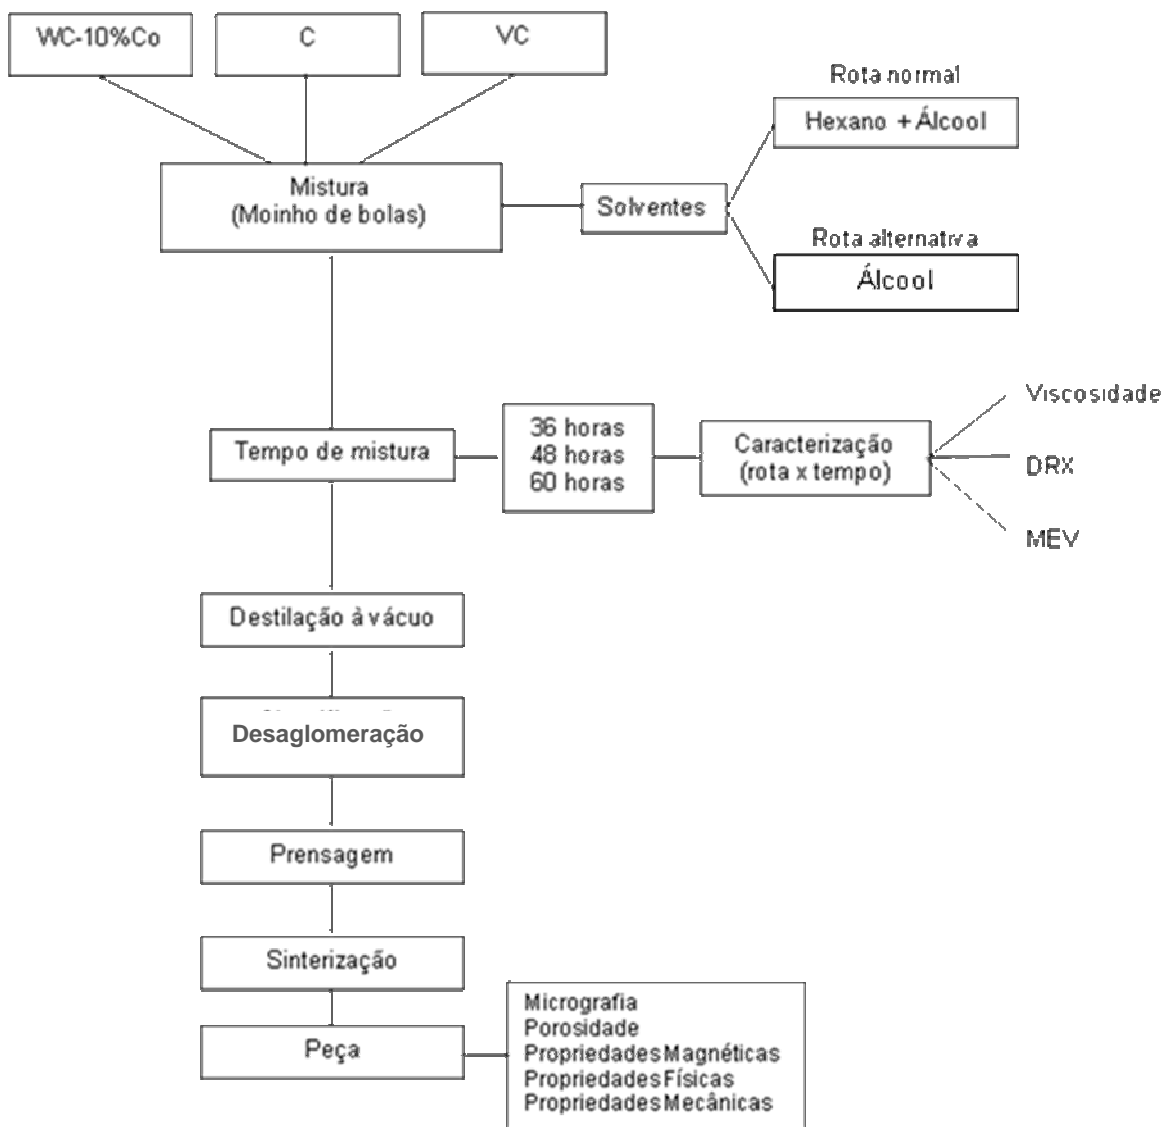 WC-10%Co
C
VC
Rota normal
Hexano + Álcool
Mistura
(Moinho de bolas)
Solventes
Rota alternativa
Álcool
Viscosidade
Tempo de mistura
36 horas
48 horas
60 horas
Caracterização
(rota x tempo)
DRX
MEV
Destilação à vácuo
Desaglomeração
Prensagem
Sinterização
Peça
Micrografia
Porosidade
Propriedades Magnéticas
Propriedades Físicas
Propriedades Mecânicas